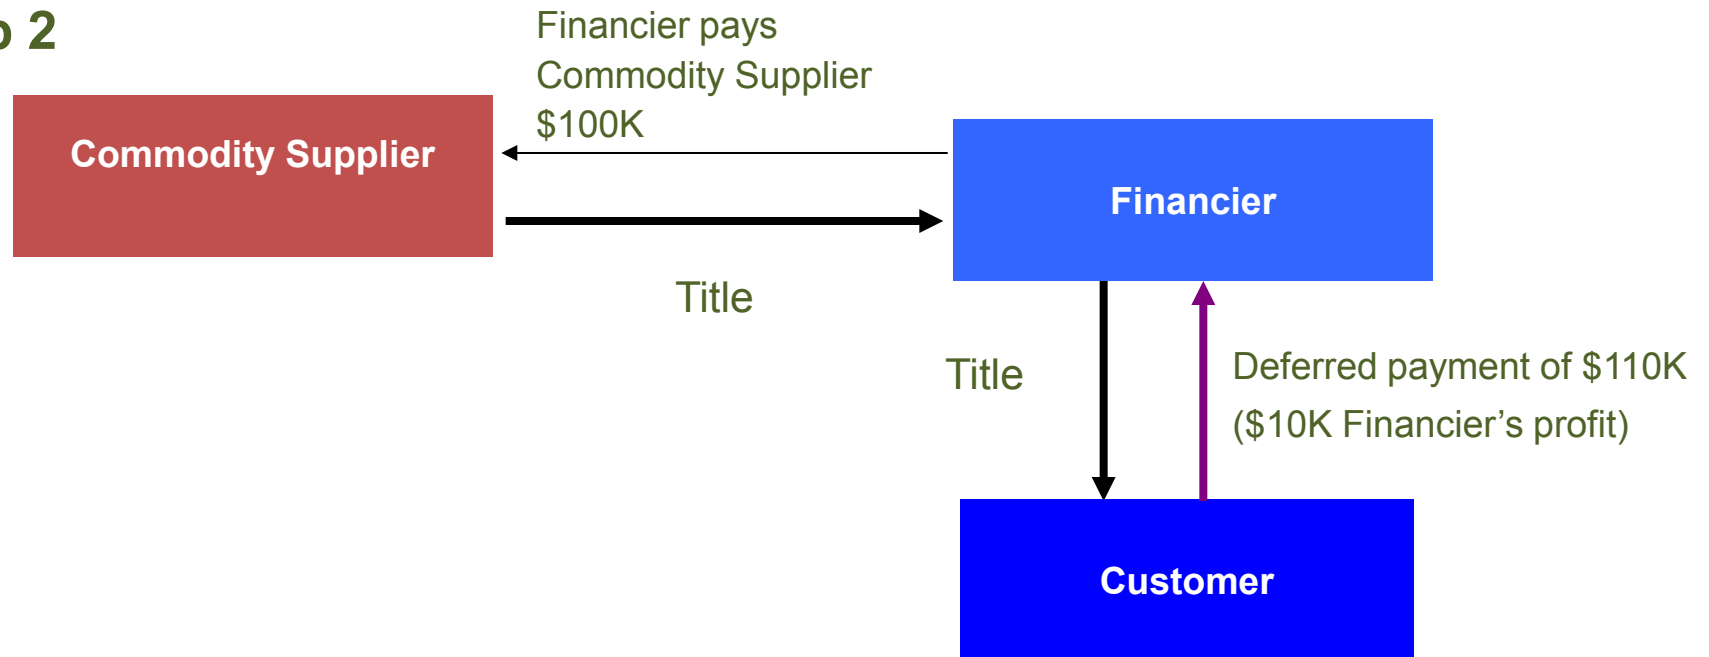 p 2
Financier pays
Commodity Supplier
$100K
Commodity Supplier
Financier
Title
Title
Deferred payment of $110K
($10K Financier’s profit)
Customer